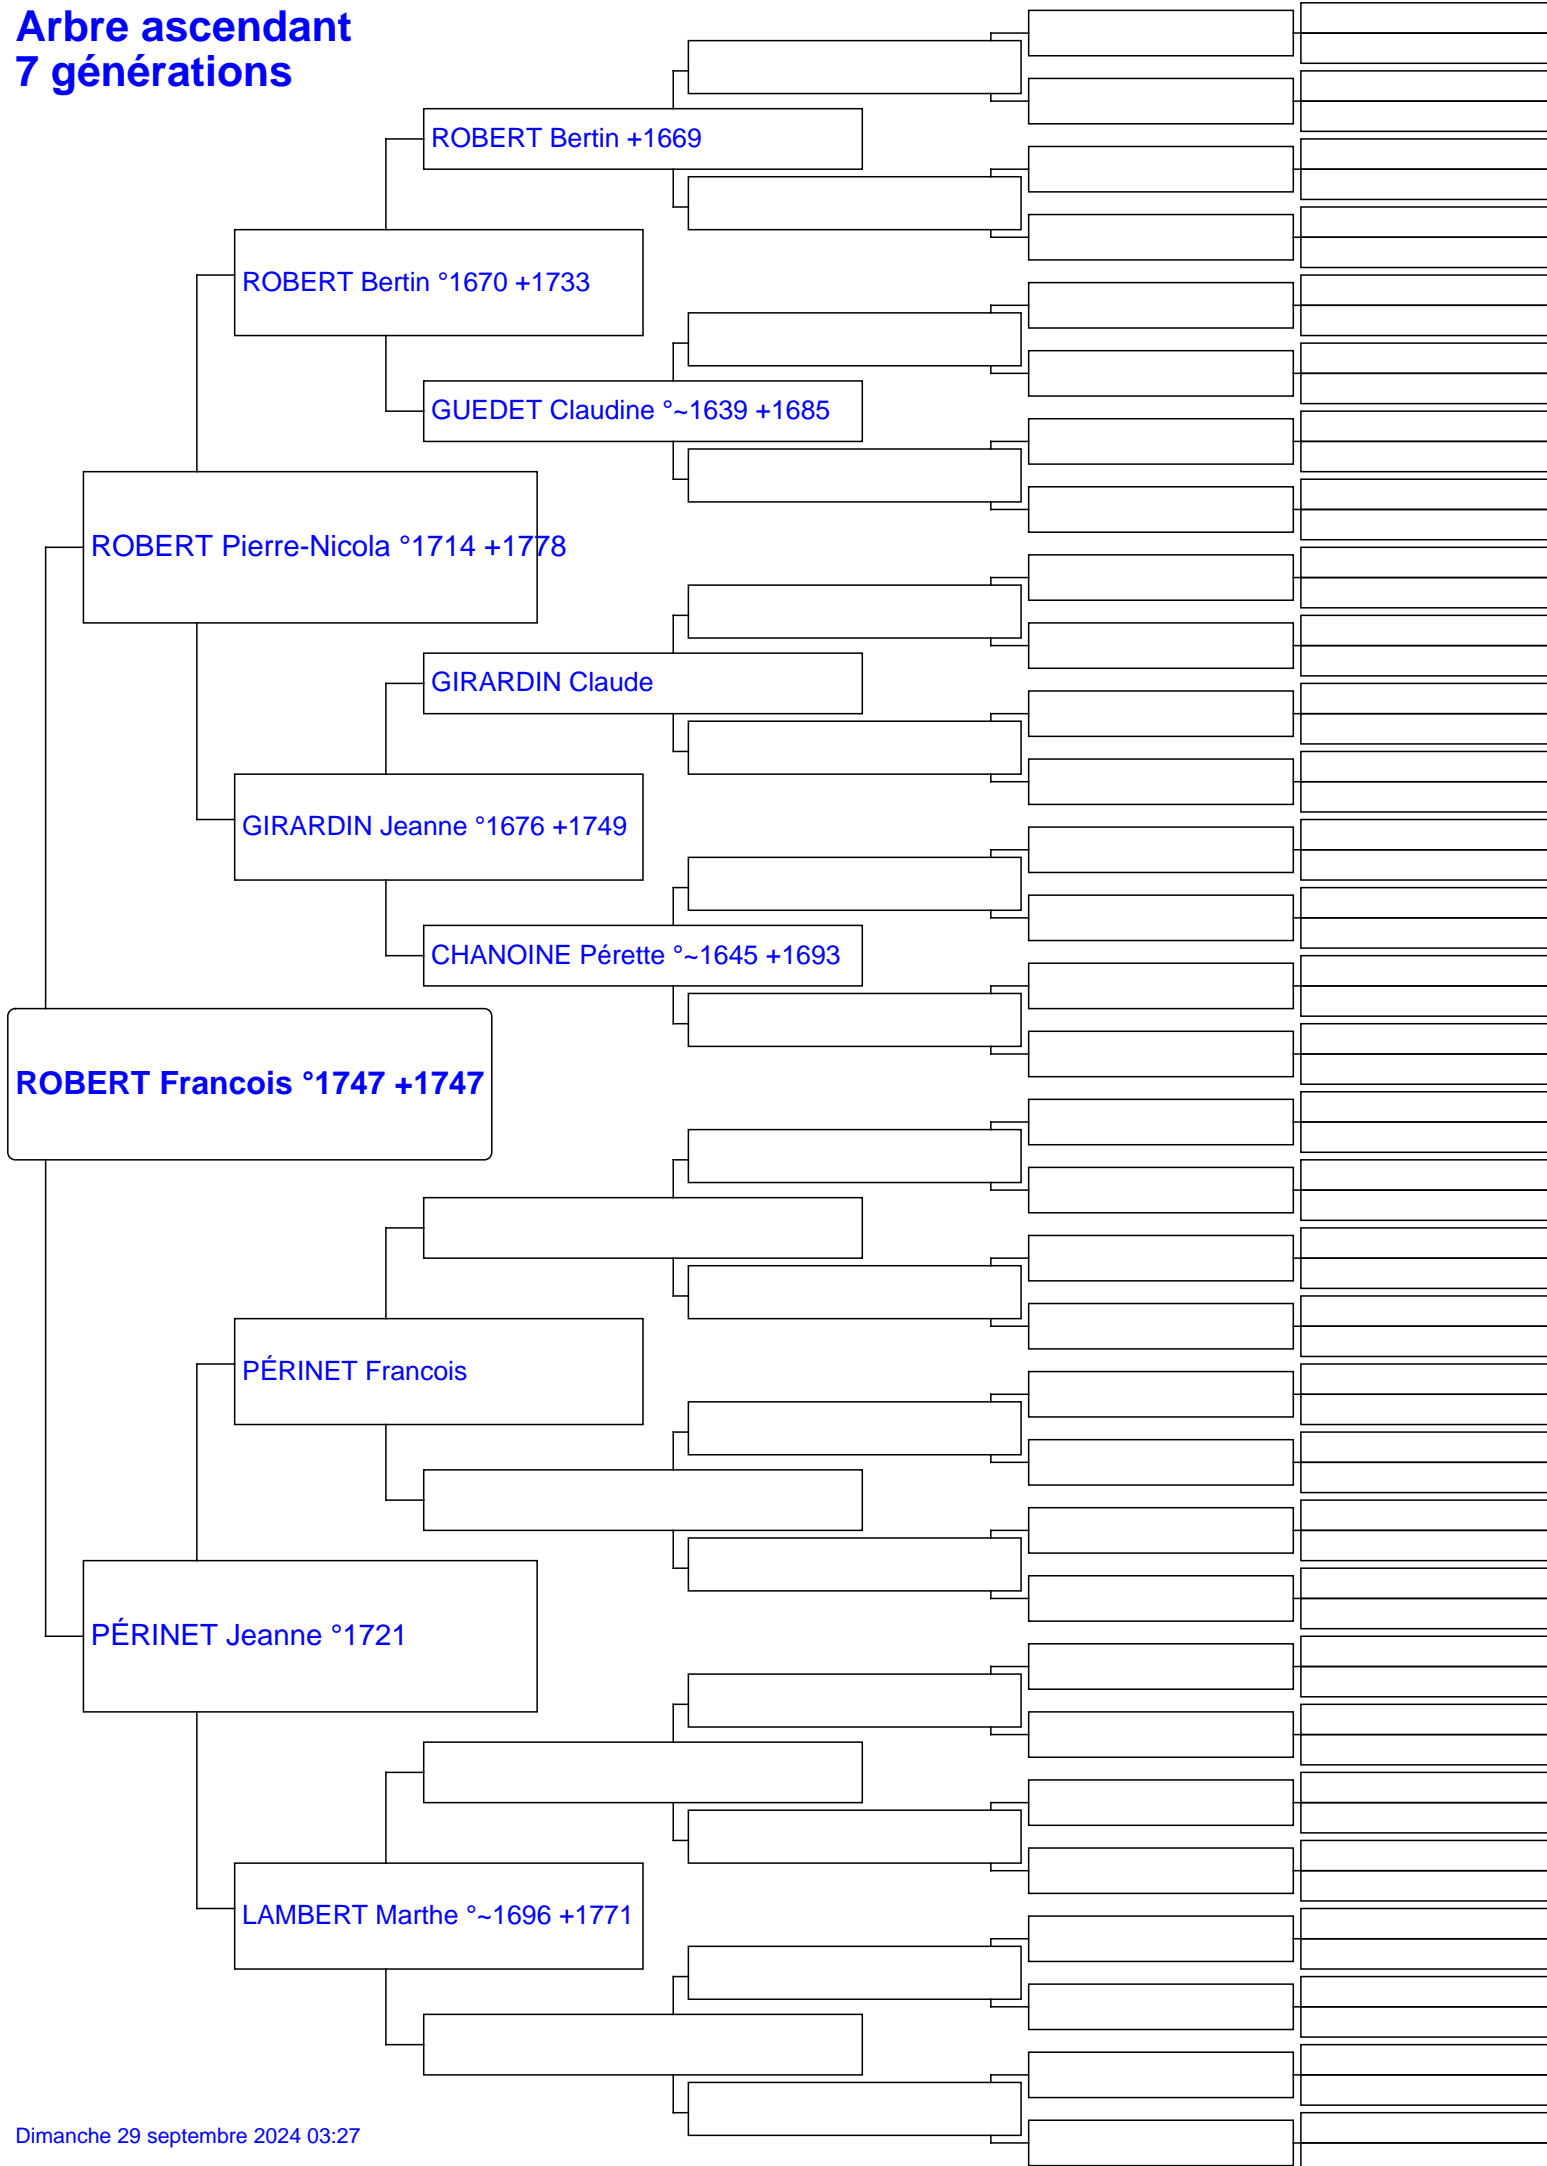 Arbre ascendant
7 générations
ROBERT Bertin +1669
ROBERT Bertin °1670 +1733
GUEDET Claudine °~1639 +1685
ROBERT Pierre-Nicola °1714 +1778
GIRARDIN Claude
GIRARDIN Jeanne °1676 +1749
CHANOINE Pérette °~1645 +1693
ROBERT Francois °1747 +1747
PÉRINET Francois
PÉRINET Jeanne °1721
LAMBERT Marthe °~1696 +1771
Dimanche 29 septembre 2024 03:27